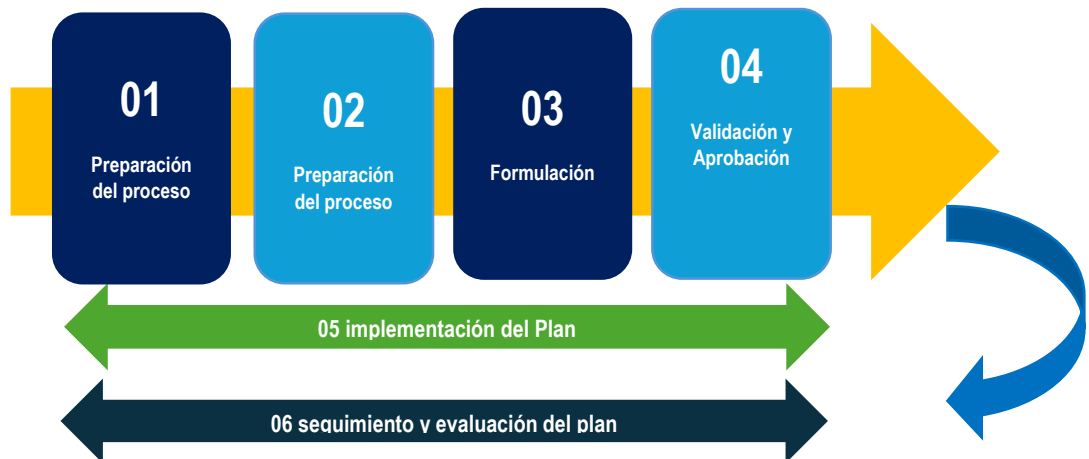 01
Preparación
del proceso
02
Preparación
del proceso
03
Formulación
04
Validación y
Aprobación
05 implementación del Plan
06 seguimiento y evaluación del plan